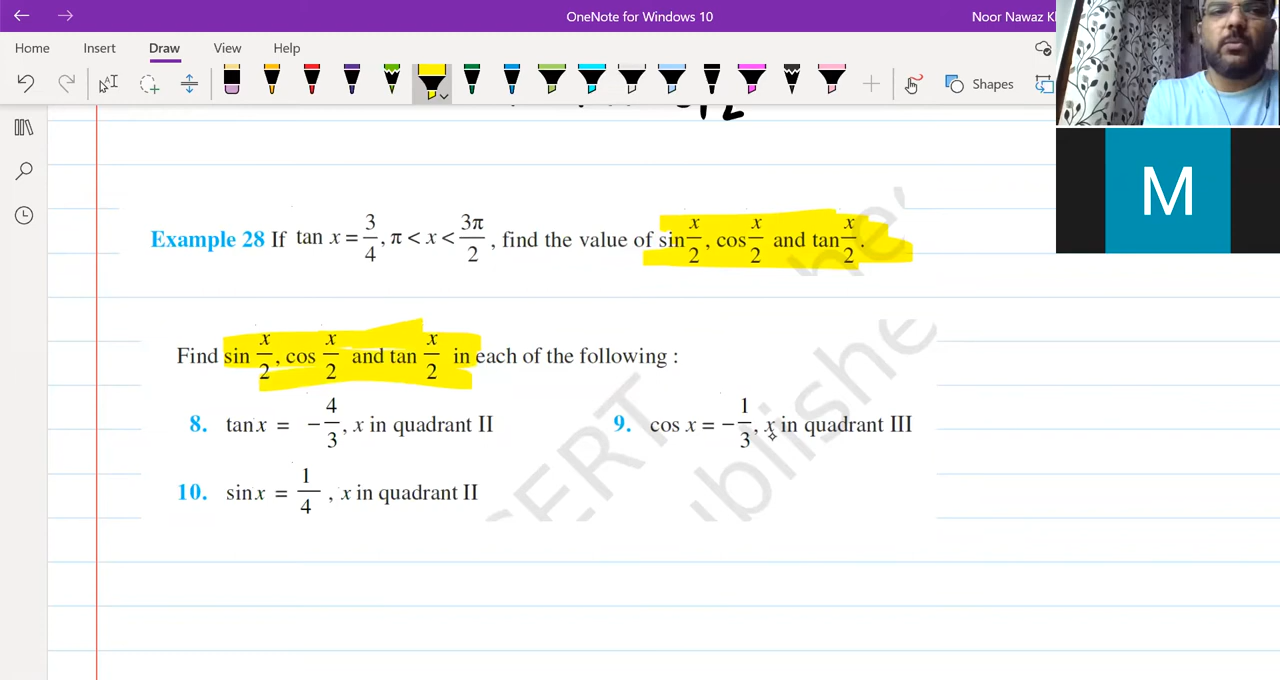 OneNote for Windows 10
Noor Nawaz Kh
Home Insert Draw View Help
Shapes
Example 28 If tan x = 3/4, π < x < 3π/2, find the value of sin x/2, cos x/2 and tan x/2.
Find sin x/2, cos x/2 and tan x/2 in each of the following :
8. tan x = −4/3, x in quadrant II
9. cos x = −1/3, x in quadrant III
10. sin x = 1/4, x in quadrant II
M